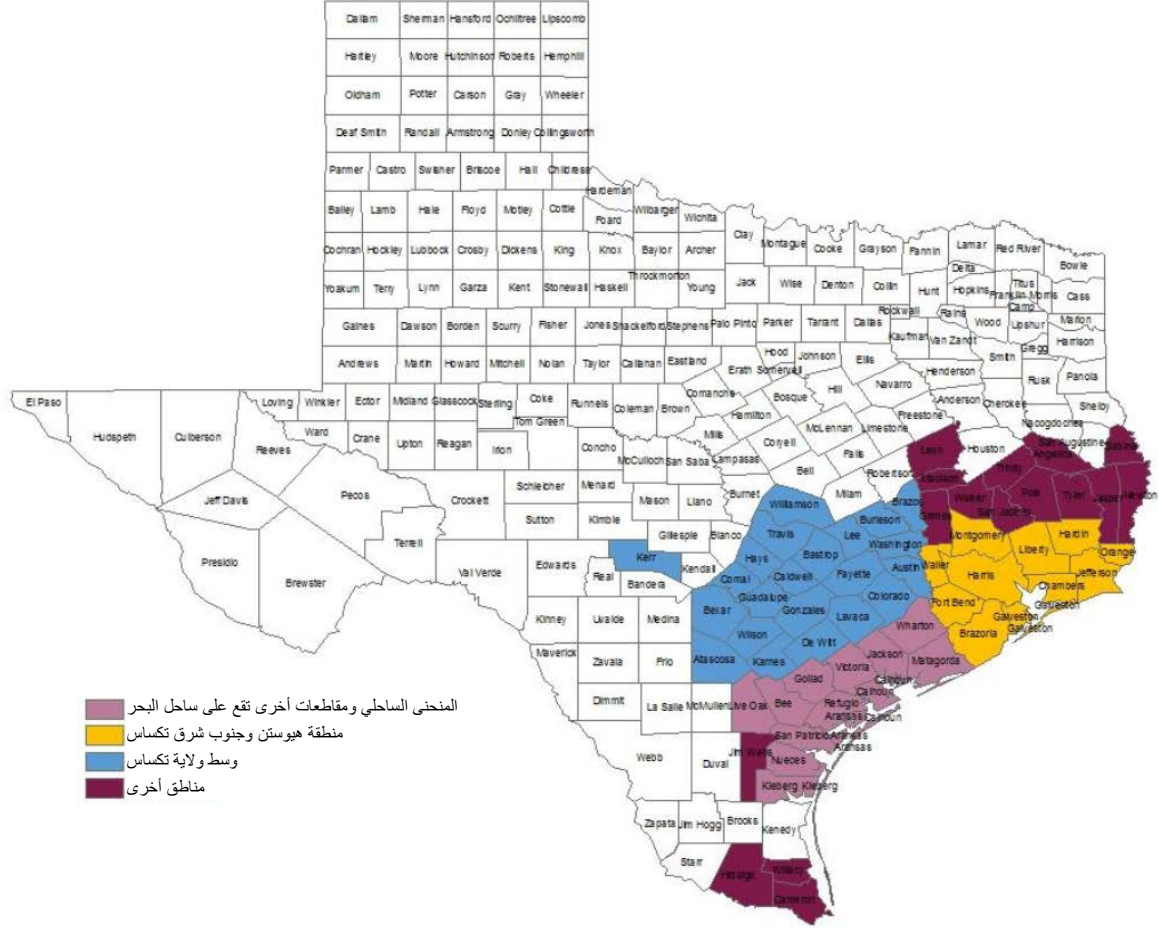 Dallam Sherman Hansford Ochiltree Lipscomb
Hartley Moore Hutchinson Roberts Hemphill
Oldham Potter Carson Gray Wheeler
Deaf Smith Randall Armstrong Donley Collingsworth
Parmer Castro Swisher Briscoe Hall Childress
Hardeman
Bailey Lamb Hale Floyd Motley Cottle Foard Wilbarger Wichita
Clay Montague Cooke Grayson Fannin Lamar Red River
Cochran Hockley Lubbock Crosby Dickens King Knox Baylor Archer
Delta Bowie
Yoakum Terry Lynn Garza Kent Stonewall Haskell Throckmorton Young Jack Wise Denton Collin Hunt Hopkins Franklin Titus Morris Cass
Camp
Gaines Dawson Borden Scurry Fisher Jones Shackelford Stephens Palo Pinto Parker Tarrant Dallas Rockwall Rains Wood Upshur Marion
Kaufman Van Zandt Gregg Harrison
Andrews Martin Howard Mitchell Nolan Taylor Callahan Eastland Erath Hood Somervell Johnson Ellis Henderson Smith Rusk Panola
El Paso Hudspeth Culberson Reeves Loving Winkler Ector Midland Glasscock Sterling Coke Runnels Coleman Brown Comanche Bosque Hill Navarro Anderson Cherokee Shelby
Ward Crane Upton Reagan Irion Tom Green Concho Mills Hamilton McLennan Limestone Freestone Nacogdoches
McCulloch San Saba Lampasas Coryell Falls Leon Houston Angelina San Augustine Sabine
Jeff Davis Pecos Crockett Schleicher Menard Mason Llano Burnet Bell Milam Robertson Madison Trinity
Williamson Brazos Grimes Walker San Jacinto Polk Tyler Jasper Newton
Presidio Brewster Terrell Sutton Kimble Gillespie Blanco Travis Lee Burleson Washington Montgomery Liberty Hardin Orange
Val Verde Edwards Real Kerr Bandera Kendall Hays Bastrop Austin Waller Harris Chambers Jefferson
Comal Caldwell Fayette Colorado Fort Bend Galveston
Kinney Uvalde Medina Bexar Guadalupe Gonzales Lavaca Wharton Brazoria Galveston Galveston
Maverick Zavala Frio Atascosa Wilson Karnes De Witt Jackson Matagorda
Dimmit La Salle McMullen Live Oak Bee Goliad Victoria Calhoun Calhoun Calhoun
Refugio Aransas Aransas Aransas
Webb Duval Jim Wells San Patricio Nueces
Kleberg Kleberg
Zapata Jim Hogg Brooks Kenedy
Starr Hidalgo Willacy
Cameron
المنحنى الساحلي ومقاطعات أخرى تقع على ساحل البحر
منطقة هيوستن وجنوب شرق تكساس
وسط ولاية تكساس
مناطق أخرى